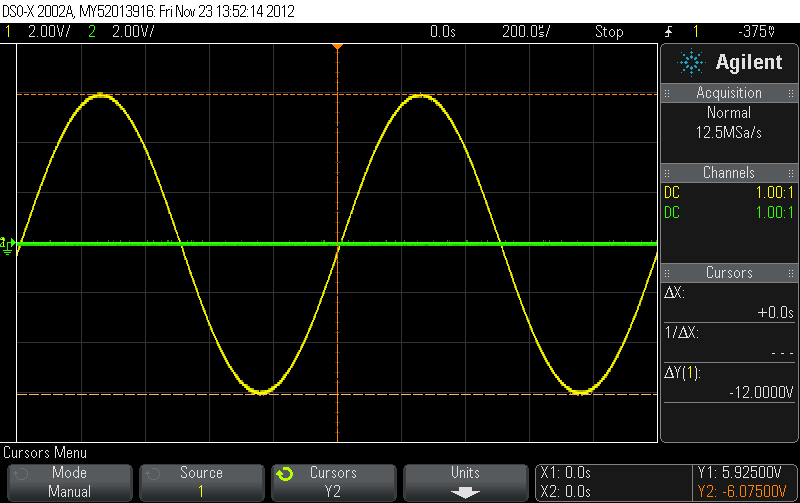 DSO-X 2002A, MY52013916: Fri Nov 23 13:52:14 2012
1 2.00V/ 2 2.00V/ 0.0s 200.0µs/ Stop 1 -375mV
Agilent
Acquisition
Normal
12.5MSa/s
Channels
DC 1.00:1
DC 1.00:1
Cursors
ΔX:
+0.0s
1/ΔX:
---
ΔY(1):
-12.0000V
Cursors Menu
Mode
Manual
Source
1
Cursors
Y2
Units
X1: 0.0s
X2: 0.0s
Y1: 5.92500V
Y2: -6.07500V